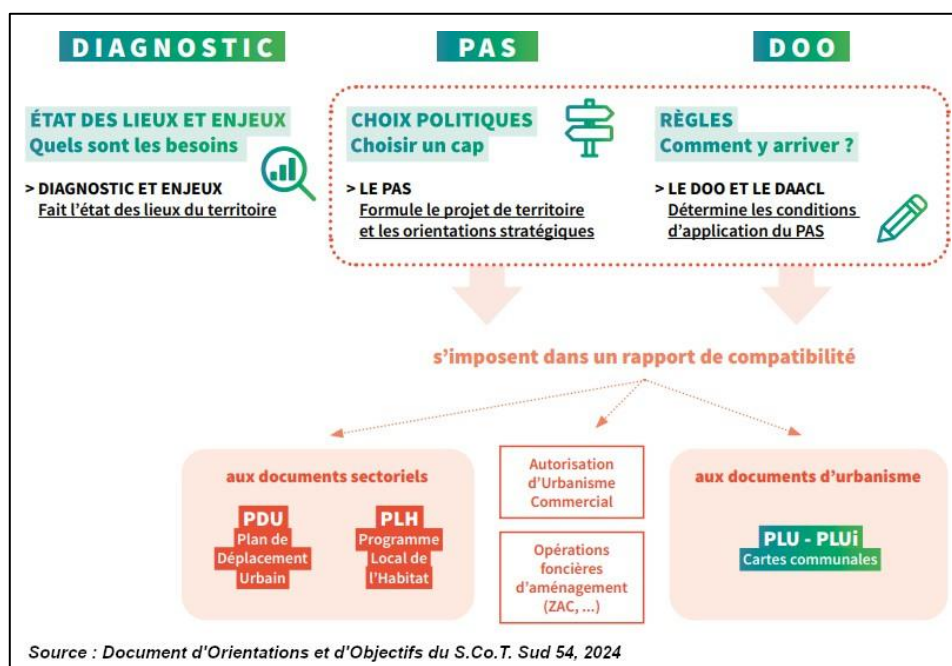 DIAGNOSTIC
ÉTAT DES LIEUX ET ENJEUX
Quels sont les besoins
> DIAGNOSTIC ET ENJEUX
Fait l'état des lieux du territoire
PAS
CHOIX POLITIQUES
Choisir un cap
> LE PAS
Formule le projet de territoire
et les orientations stratégiques
DOO
RÈGLES
Comment y arriver ?
> LE DOO ET LE DAACL
Détermine les conditions
d'application du PAS
s'imposent dans un rapport de compatibilité
aux documents sectoriels
PDU
Plan de
Déplacement
Urbain
PLH
Programme
Local de
l'Habitat
Autorisation
d'Urbanisme
Commercial
Opérations
foncières
d'aménagement
(ZAC, ...)
aux documents d'urbanisme
PLU - PLUi
Cartes communales
Source : Document d'Orientations et d'Objectifs du S.Co.T. Sud 54, 2024